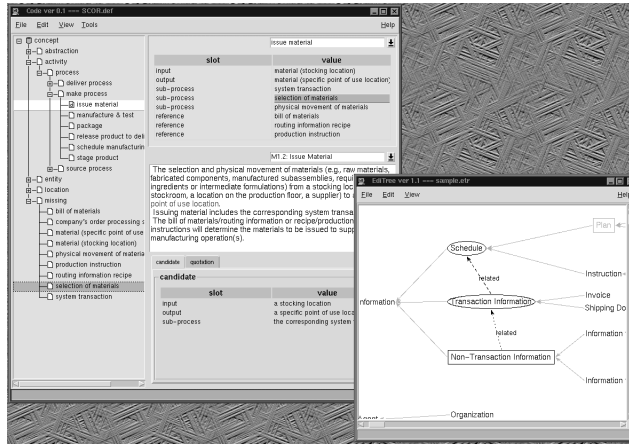 Code ver 0.1 === SCOR.def
File Edit View Tools Help
concept
abstraction
activity
process
deliver process
make process
issue material
manufacture & test
package
release product to deli
schedule manufacturin
stage product
source process
entity
location
missing
bill of materials
company's order processing s
material (specific point of use
material (stocking location)
physical movement of materia
production instruction
routing information recipe
selection of materials
system transaction
issue material
slot value
input material (stocking location)
output material (specific point of use location)
sub-process system transaction
sub-process selection of materials
sub-process physical movement of materials
reference bill of materials
reference routing information recipe
reference production instruction
M1.2: Issue Material
The selection and physical movement of materials (e.g., raw materials,
fabricated components, manufactured subassemblies, requi
ingredients or intermediate formulations) from a stocking loc
stockroom, a location on the production floor, a supplier) to
point of use location.
Issuing material includes the corresponding system transa
The bill of materials/routing information or recipe/production
instructions will determine the materials to be issued to supp
manufacturing operation(s).
candidate quotation
candidate
slot value
input a stocking location
output a specific point of use loca
sub-process the corresponding system
EdiTree ver 1.1 === sample.etr
File Edit View Hel
Plan
Schedule
Instruction
related
Invoice
nformation
Transaction Information
Shipping Do
related
Information
Non-Transaction Information
Information
Organization
Agent